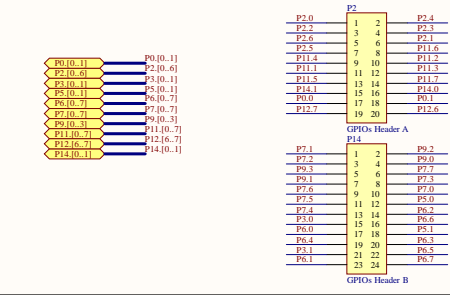 P0.[0..1] P0.[0..1]
P2.[0..6] P2.[0..6]
P3.[0..1] P3.[0..1]
P5.[0..1] P5.[0..1]
P6.[0..7] P6.[0..7]
P7.[0..7] P7.[0..7]
P9.[0..3] P9.[0..3]
P11.[0..7] P11.[0..7]
P12.[6..7] P12.[6..7]
P14.[0..1] P14.[0..1]
P2
P2.0 1 2 P2.4
P2.2 3 4 P2.3
P2.6 5 6 P2.1
P2.5 7 8 P11.6
P11.4 9 10 P11.2
P11.1 11 12 P11.3
P11.5 13 14 P11.7
P14.1 15 16 P14.0
P0.0 17 18 P0.1
P12.7 19 20 P12.6
GPIOs Header A
P14
P7.1 1 2 P9.2
P7.2 3 4 P9.0
P9.3 5 6 P7.7
P9.1 7 8 P7.3
P7.6 9 10 P7.0
P7.5 11 12 P5.0
P7.4 13 14 P6.2
P3.0 15 16 P6.6
P6.0 17 18 P5.1
P6.4 19 20 P6.3
P3.1 21 22 P6.5
P6.1 23 24 P6.7
GPIOs Header B